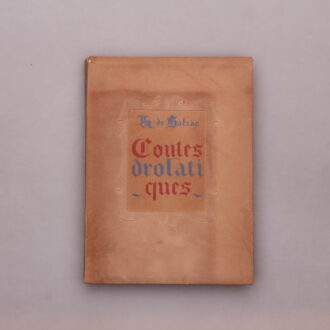 H. de Balzac
Contes
drolati
-ques-